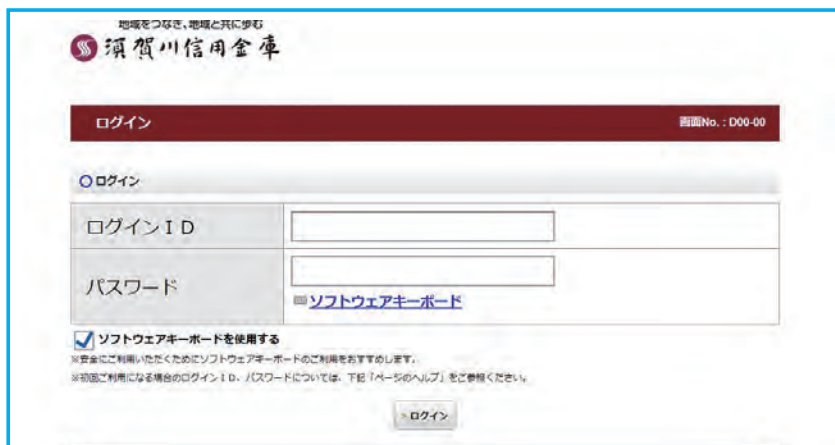 地域をつなぎ、地域と共に歩む
須賀川信用金庫
ログイン 画面No. : D00-00
ログイン
ログインＩＤ
パスワード
ソフトウェアキーボード
ソフトウェアキーボードを使用する
※安全にご利用いただくためにソフトウェアキーボードのご利用をおすすめします。
※初回ご利用になる場合のログインＩＤ、パスワードについては、下記「ページのヘルプ」をご参照ください。
ログイン